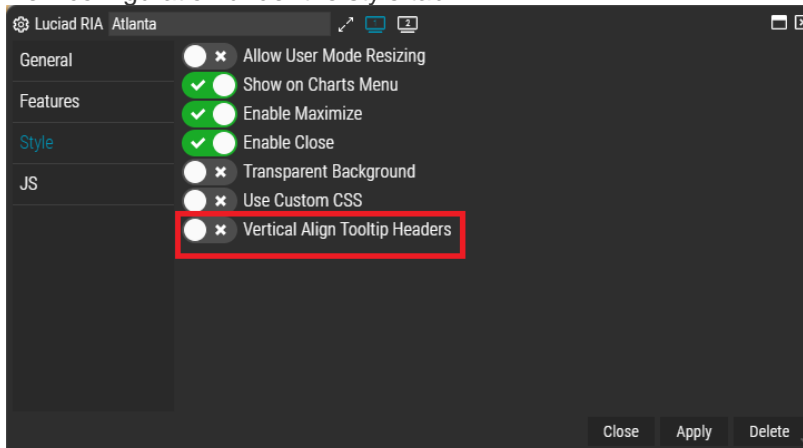 Luciad RIA Atlanta 1 2
General
Features
Style
JS
Allow User Mode Resizing
Show on Charts Menu
Enable Maximize
Enable Close
Transparent Background
Use Custom CSS
Vertical Align Tooltip Headers
Close Apply Delete